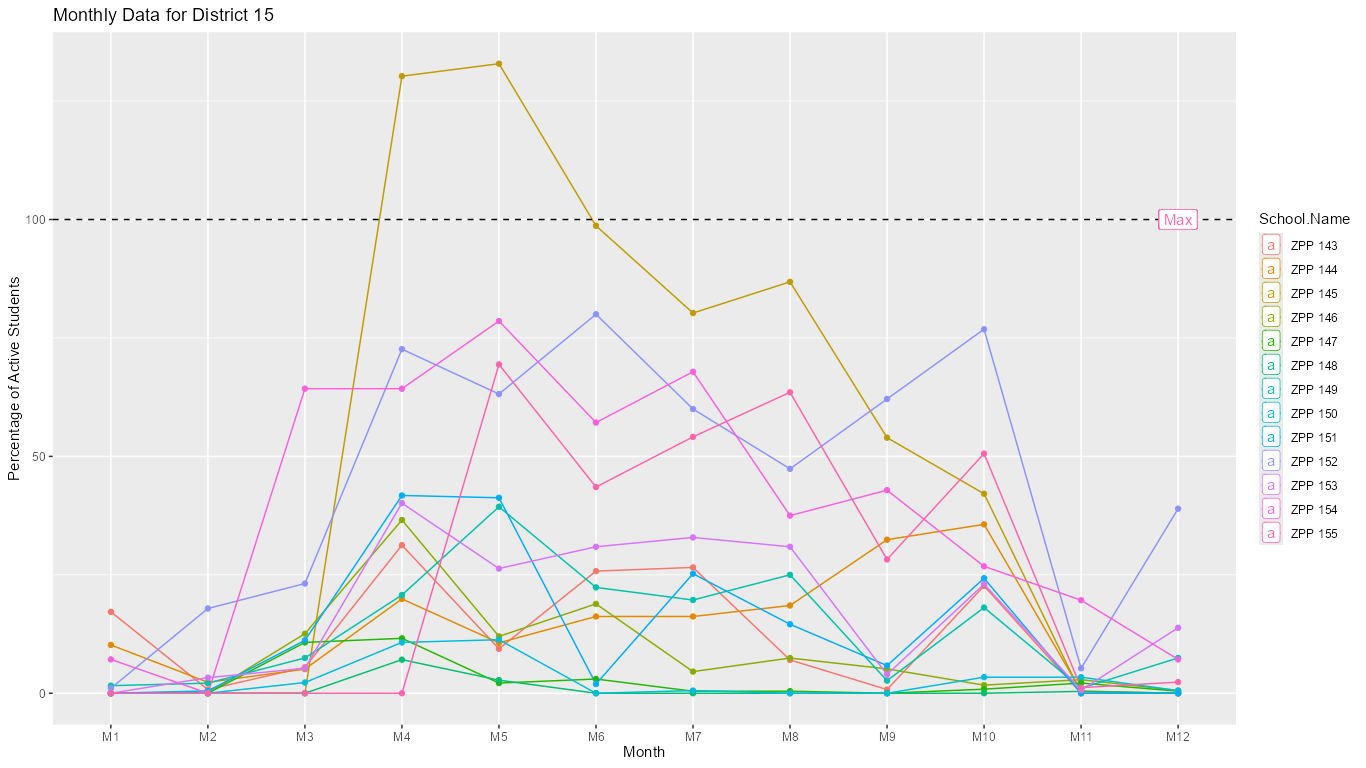 Monthly Data for District 15
Percentage of Active Students
100
50
0
Max
M1 M2 M3 M4 M5 M6 M7 M8 M9 M10 M11 M12
Month
School.Name
a ZPP 143
a ZPP 144
a ZPP 145
a ZPP 146
a ZPP 147
a ZPP 148
a ZPP 149
a ZPP 150
a ZPP 151
a ZPP 152
a ZPP 153
a ZPP 154
a ZPP 155